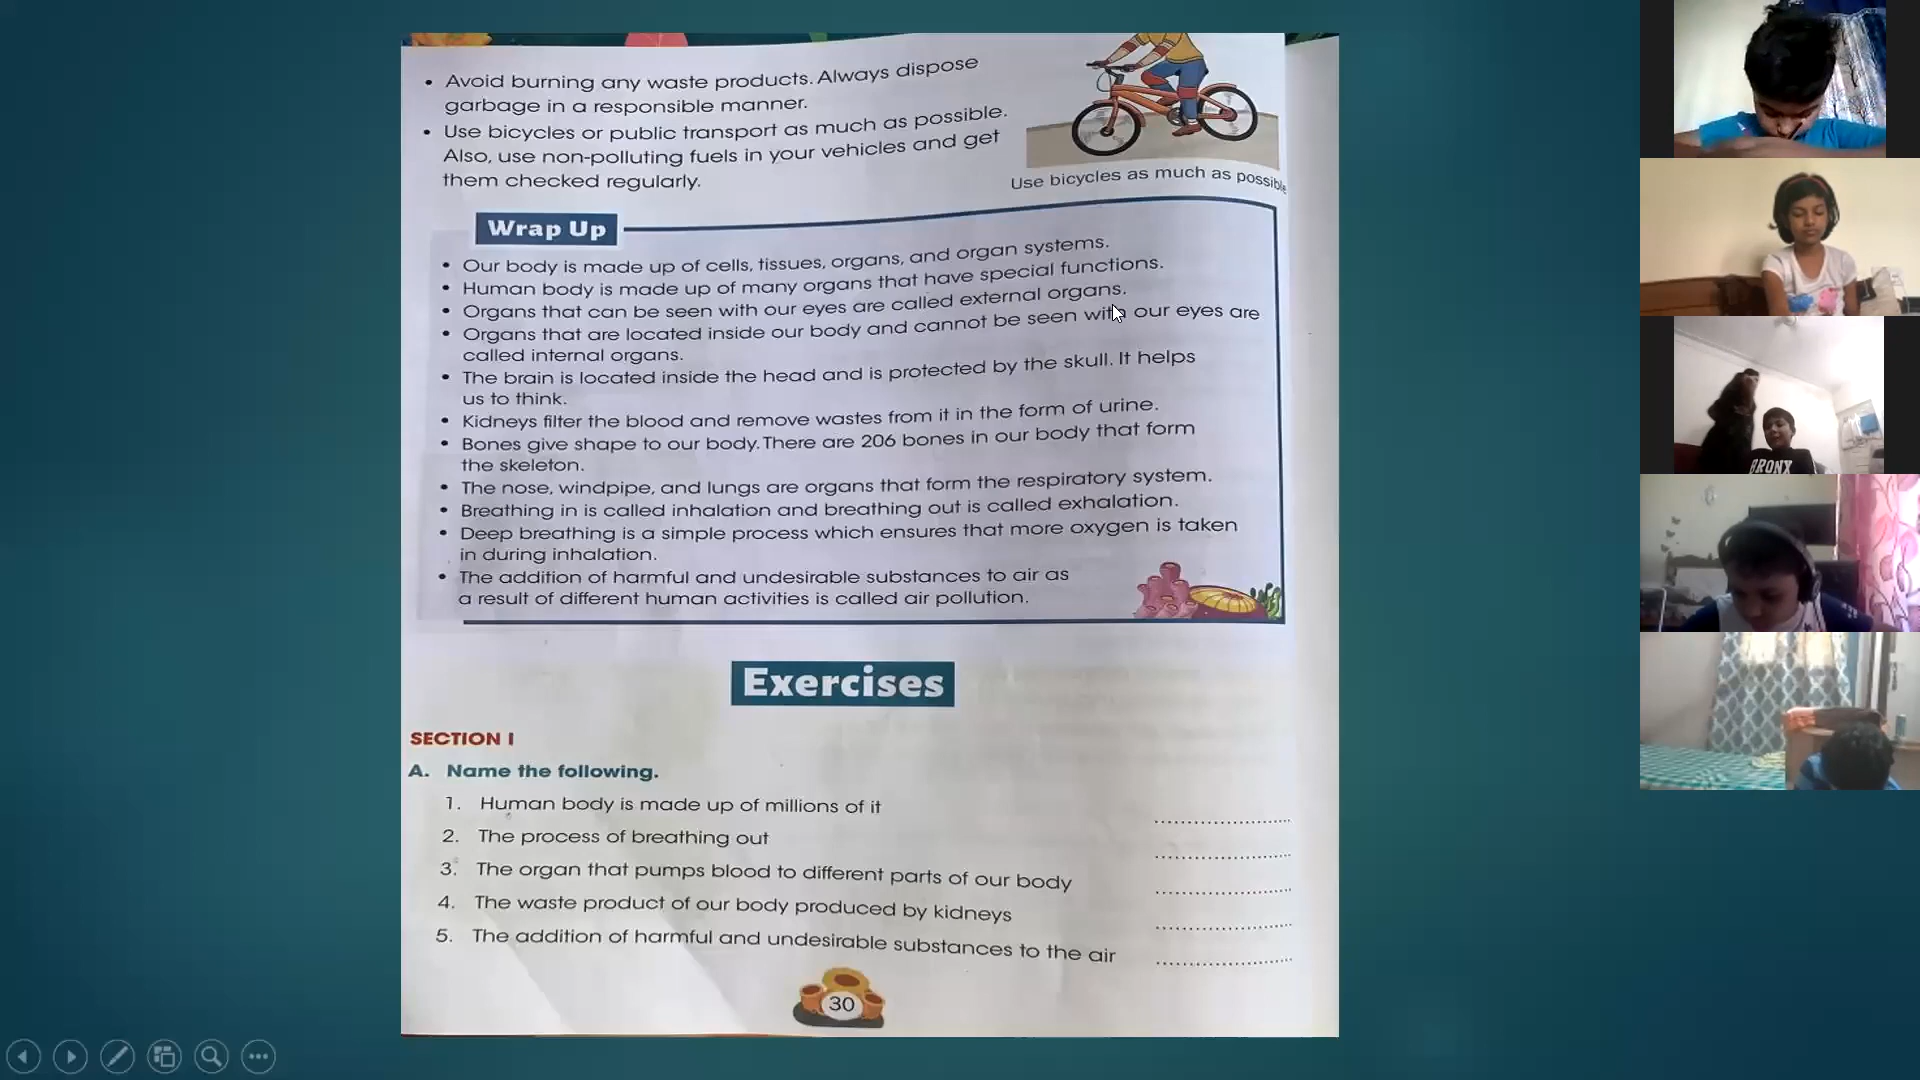 • Avoid burning any waste products. Always dispose
garbage in a responsible manner.
• Use bicycles or public transport as much as possible.
Also, use non-polluting fuels in your vehicles and get
them checked regularly.
Use bicycles as much as possible
Wrap Up
• Our body is made up of cells, tissues, organs, and organ systems.
• Human body is made up of many organs that have special functions.
• Organs that can be seen with our eyes are called external organs.
• Organs that are located inside our body and cannot be seen with our eyes are
called internal organs.
• The brain is located inside the head and is protected by the skull. It helps
us to think.
• Kidneys filter the blood and remove wastes from it in the form of urine.
• Bones give shape to our body. There are 206 bones in our body that form
the skeleton.
• The nose, windpipe, and lungs are organs that form the respiratory system.
• Breathing in is called inhalation and breathing out is called exhalation.
• Deep breathing is a simple process which ensures that more oxygen is taken
in during inhalation.
• The addition of harmful and undesirable substances to air as
a result of different human activities is called air pollution.
Exercises
SECTION I
A. Name the following.
1. Human body is made up of millions of it ........................
2. The process of breathing out ........................
3. The organ that pumps blood to different parts of our body ........................
4. The waste product of our body produced by kidneys ........................
5. The addition of harmful and undesirable substances to the air ........................
30
BRONX